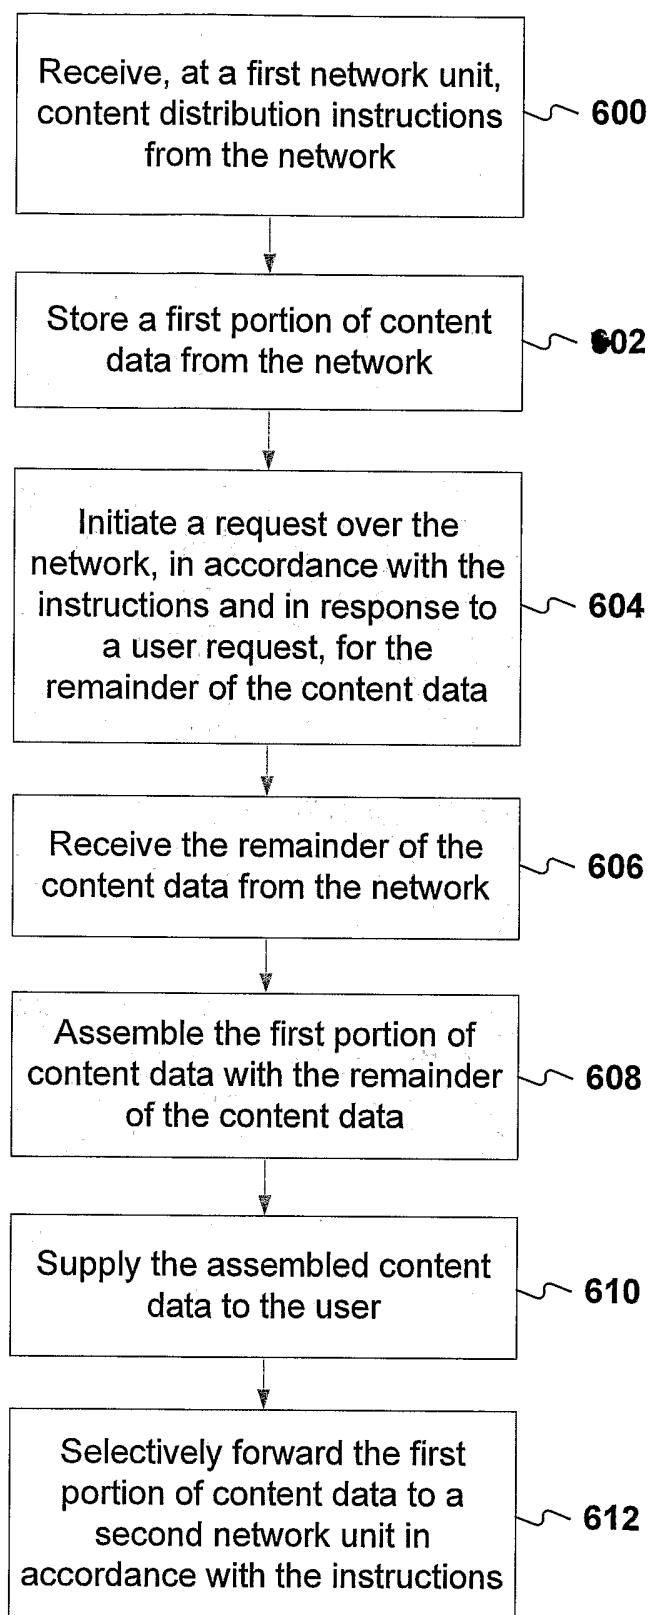 Receive, at a first network unit,
content distribution instructions
from the network
600
Store a first portion of content
data from the network
602
Initiate a request over the
network, in accordance with the
instructions and in response to
a user request, for the
remainder of the content data
604
Receive the remainder of the
content data from the network
606
Assemble the first portion of
content data with the remainder
of the content data
608
Supply the assembled content
data to the user
610
Selectively forward the first
portion of content data to a
second network unit in
accordance with the instructions
612